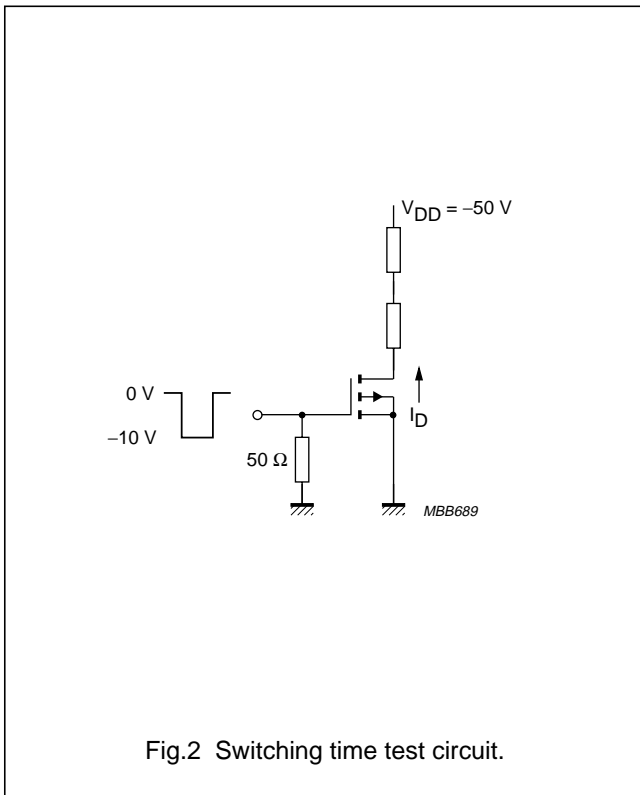 V_DD = −50 V
0 V
−10 V
I_D
50 Ω
MBB689
Fig.2 Switching time test circuit.